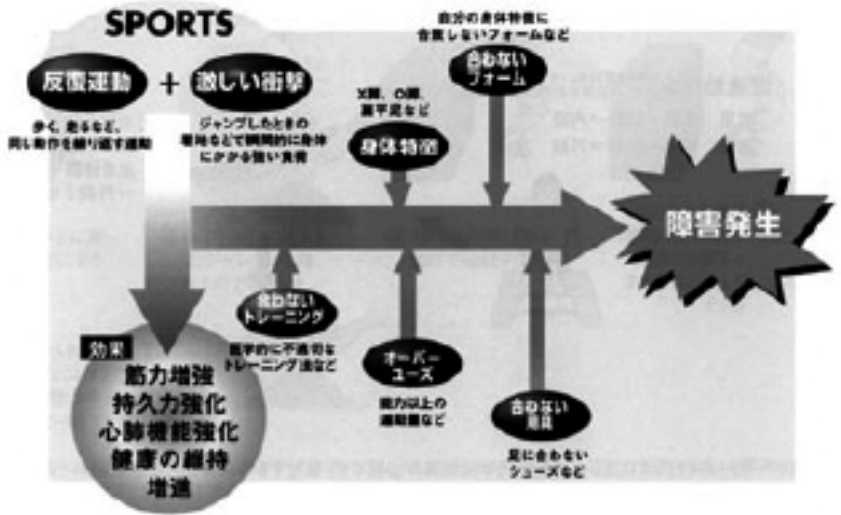 SPORTS
反復運動
+
激しい衝撃
歩く、走るなど、
同じ動作を繰り返す運動
ジャンプしたときの
着地などで瞬間的に身体
にかかる強い負荷
自分の身体特徴に
合致しないフォームなど
合わない
フォーム
X脚、O脚、
扁平足など
身体特徴
障害発生
合わない
トレーニング
医学的に不適切な
トレーニング法など
オーバー
ユーズ
能力以上の
運動量など
合わない
用具
足に合わない
シューズなど
効果
筋力増強
持久力強化
心肺機能強化
健康の維持
増進